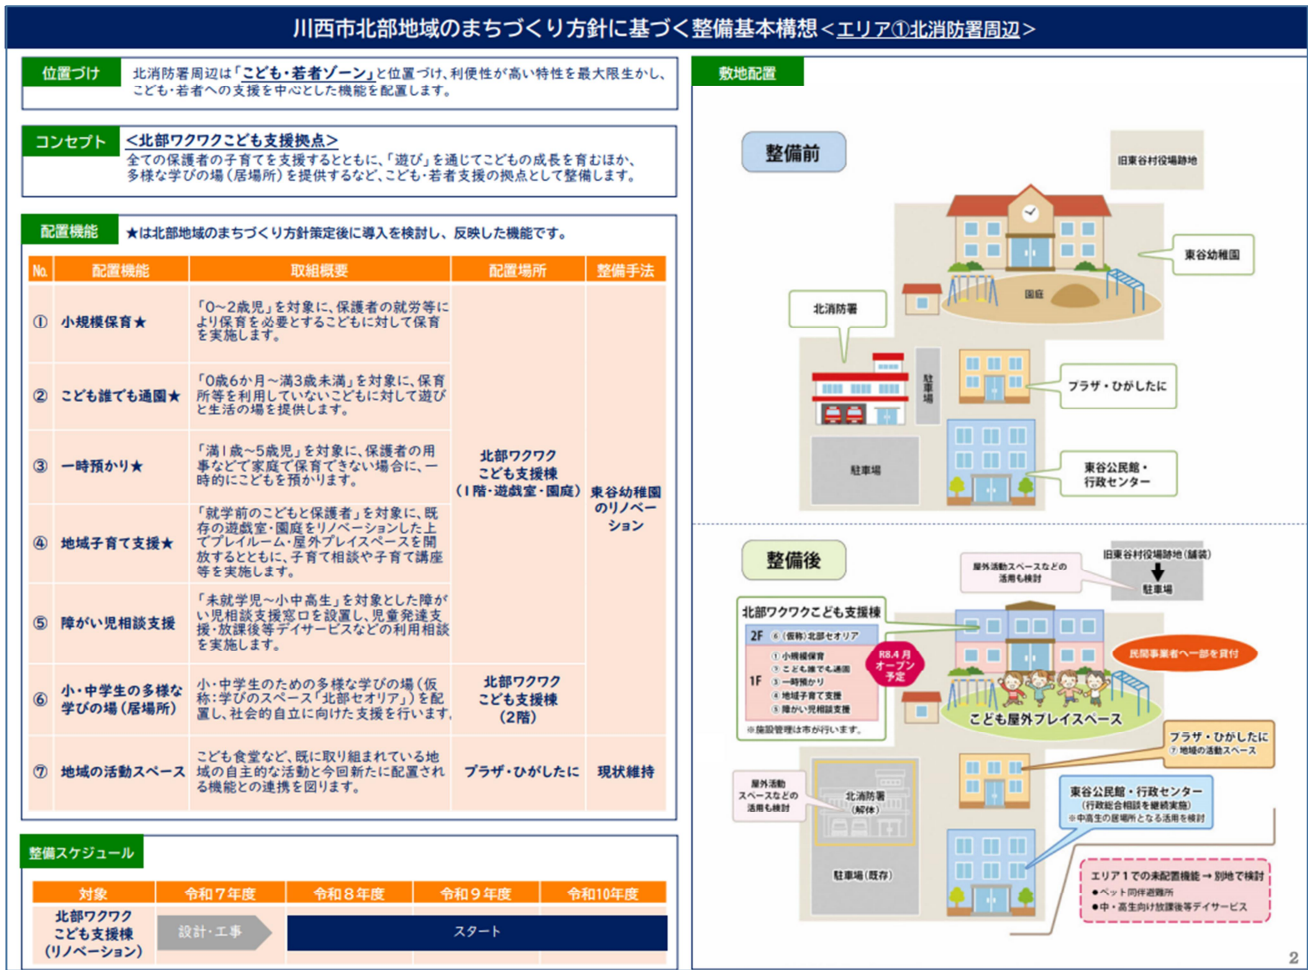 川西市北部地域のまちづくり方針に基づく整備基本構想<エリア①北消防署周辺>
位置づけ
北消防署周辺は「こども・若者ゾーン」と位置づけ、利便性が高い特性を最大限生かし、
こども・若者への支援を中心とした機能を配置します。
コンセプト
<北部ワクワクこども支援拠点>
全ての保護者の子育てを支援するとともに、「遊び」を通じてこどもの成長を育むほか、
多様な学びの場(居場所)を提供するなど、こども・若者支援の拠点として整備します。
配置機能
★は北部地域のまちづくり方針策定後に導入を検討し、反映した機能です。
No.
配置機能
取組概要
配置場所
整備手法
①
小規模保育★
「0~2歳児」を対象に、保護者の就労等に
より保育を必要とするこどもに対して保育
を実施します。
②
こども誰でも通園★
「0歳6か月~満3歳未満」を対象に、保育
所等を利用していないこどもに対して遊び
と生活の場を提供します。
③
一時預かり★
「満1歳~5歳児」を対象に、保護者の用
事などで家庭で保育できない場合に、一
時的にこどもを預かります。
④
地域子育て支援★
「就学前のこどもと保護者」を対象に、既
存の遊戯室・園庭をリノベーションした上
でプレイルーム・屋外プレイスペースを開
放するとともに、子育て相談や子育て講座
等を実施します。
⑤
障がい児相談支援
「未就学児~小中高生」を対象とした障が
い児相談支援窓口を設置し、児童発達支
援・放課後等デイサービスなどの利用相談
を実施します。
北部ワクワク
こども支援棟
(1階・遊戯室・園庭)
東谷幼稚園
のリノベー
ション
⑥
小・中学生の多様な
学びの場(居場所)
小・中学生のための多様な学びの場(仮
称:学びのスペース「北部セオリア」)を配
置し、社会的自立に向けた支援を行います。
北部ワクワク
こども支援棟
(2階)
⑦
地域の活動スペース
こども食堂など、既に取り組まれている地
域の自主的な活動と今回新たに配置され
る機能との連携を図ります。
プラザ・ひがしたに
現状維持
整備スケジュール
対象
令和7年度
令和8年度
令和9年度
令和10年度
北部ワクワク
こども支援棟
(リノベーション)
設計・工事
スタート
敷地配置
整備前
旧東谷村役場跡地
東谷幼稚園
園庭
北消防署
駐車場
プラザ・ひがしたに
駐車場
東谷公民館・
行政センター
整備後
屋外活動スペースなどの
活用も検討
旧東谷村役場跡地(舗装)
駐車場
北部ワクワクこども支援棟
2F
⑥(仮称)北部セオリア
1F
①小規模保育
②こども誰でも通園
③一時預かり
④地域子育て支援
⑤障がい児相談支援
※施設管理は市が行います。
R8.4月
オープン
予定
民間事業者へ一部を貸付
こども屋外プレイスペース
プラザ・ひがしたに
⑦地域の活動スペース
屋外活動
スペースなどの
活用も検討
北消防署
(解体)
東谷公民館・行政センター
(行政総合相談を継続実施)
※中高生の居場所となる活用を検討
駐車場(既存)
エリア1での未配置機能→別地で検討
●ペット同伴避難所
●中・高生向け放課後等デイサービス
2